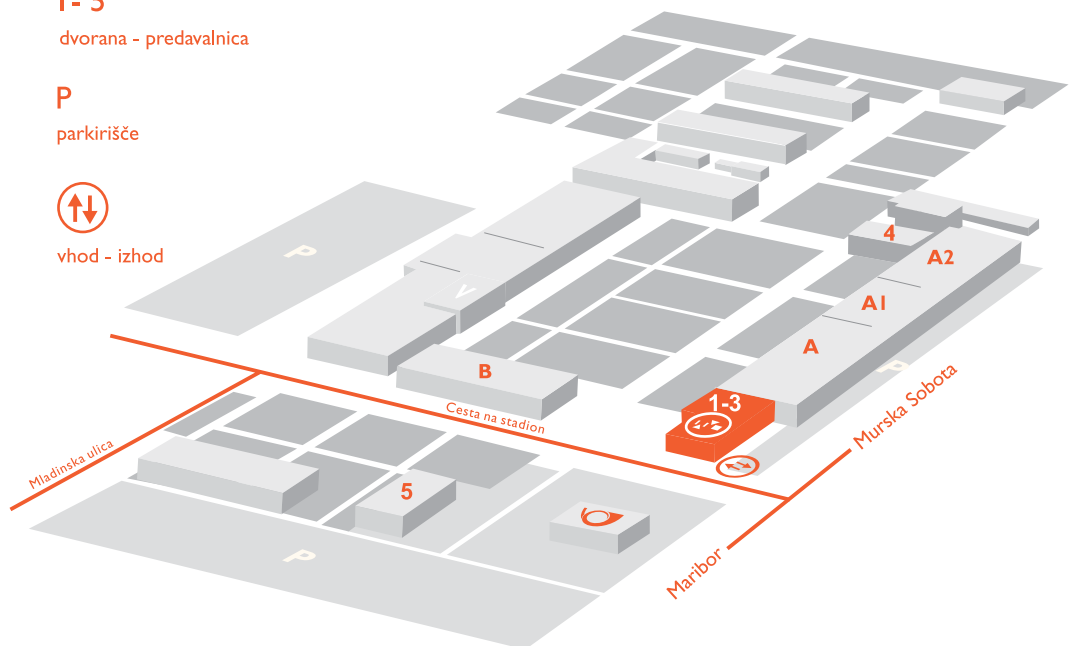 1- 3
dvorana - predavalnica
P
parkirišče
vhod - izhod
P
4
A2
A1
V
A
B
P
1-3
Cesta na stadion
Murska Sobota
Mladinska ulica
5
P
Maribor